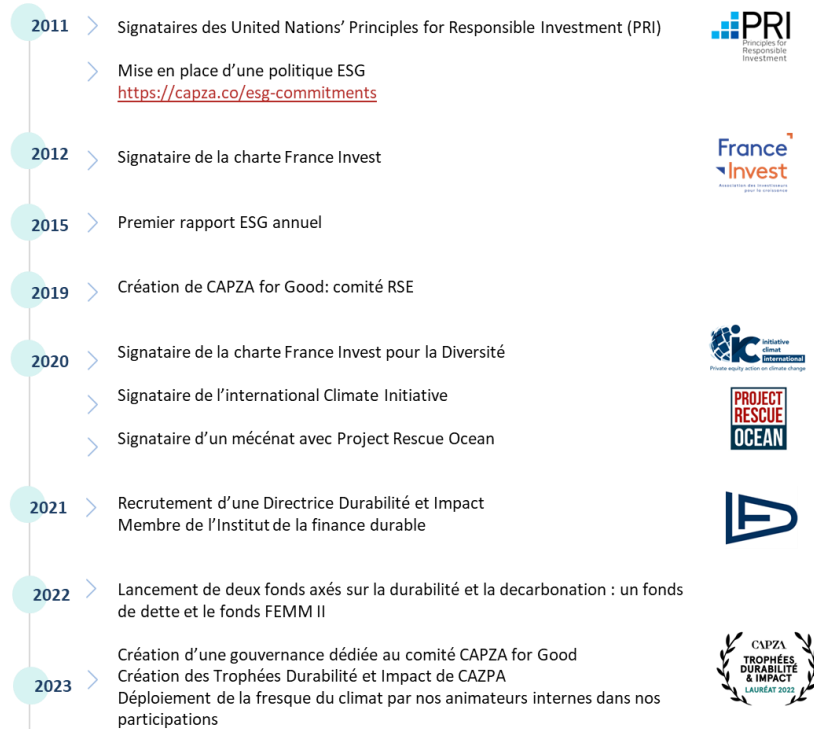 2011
Signataires des United Nations' Principles for Responsible Investment (PRI)
PRI
Principles for
Responsible
Investment
Mise en place d'une politique ESG
https://capza.co/esg-commitments
2012
Signataire de la charte France Invest
France
Invest
Association des investisseurs
pour la croissance
2015
Premier rapport ESG annuel
2019
Création de CAPZA for Good: comité RSE
2020
Signataire de la charte France Invest pour la Diversité
iC
initiative
climat
international
Private equity action on climate change
Signataire de l'international Climate Initiative
PROJECT
RESCUE
OCEAN
Signataire d'un mécénat avec Project Rescue Ocean
2021
Recrutement d'une Directrice Durabilité et Impact
Membre de l'Institut de la finance durable
2022
Lancement de deux fonds axés sur la durabilité et la decarbonation : un fonds
de dette et le fonds FEMM II
2023
Création d'une gouvernance dédiée au comité CAPZA for Good
Création des Trophées Durabilité et Impact de CAZPA
Déploiement de la fresque du climat par nos animateurs internes dans nos
participations
CAPZA
TROPHÉES
DURABILITÉ
& IMPACT
LAURÉAT 2022